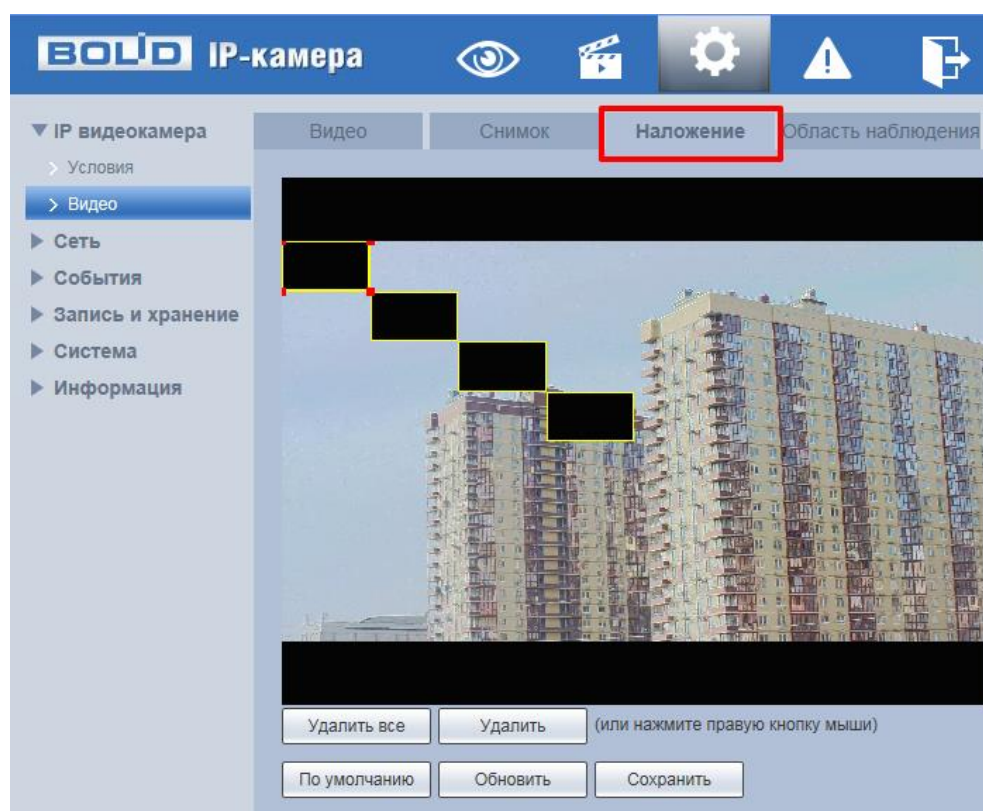 BOLID IP-камера
IP видеокамера
Условия
Видео
Сеть
События
Запись и хранение
Система
Информация
Видео Снимок Наложение Область наблюдения
Удалить все Удалить (или нажмите правую кнопку мыши)
По умолчанию Обновить Сохранить